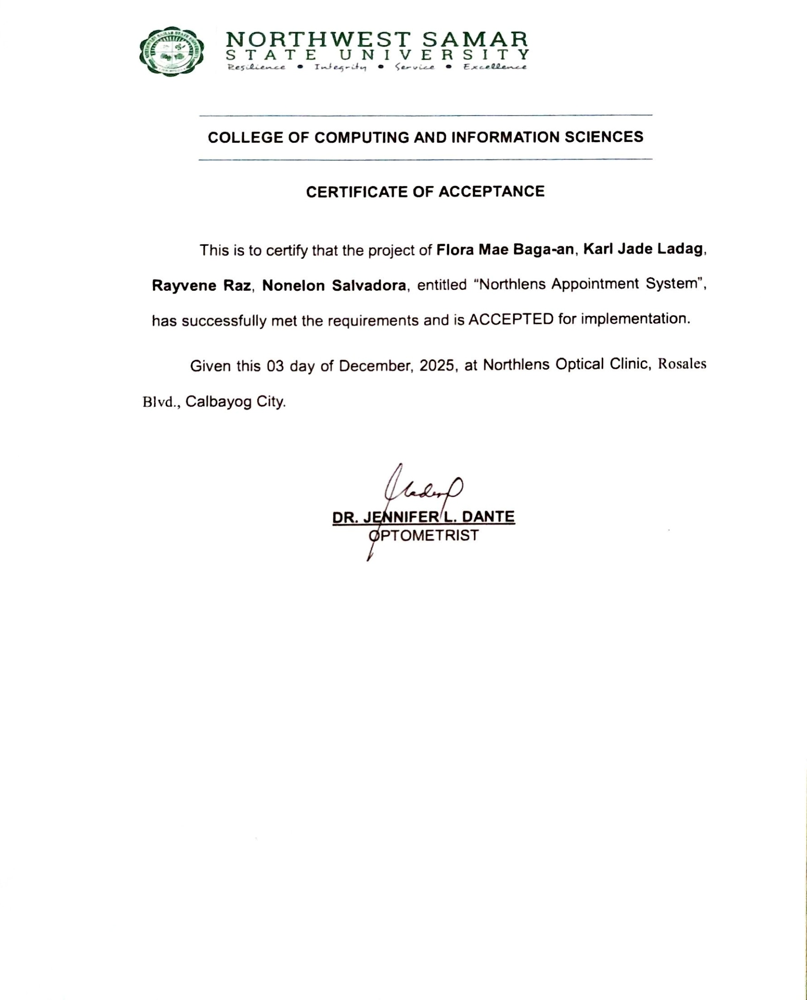 NORTHWEST SAMAR
STATE UNIVERSITY
Resilience • Integrity • Service • Excellence
COLLEGE OF COMPUTING AND INFORMATION SCIENCES
CERTIFICATE OF ACCEPTANCE
This is to certify that the project of Flora Mae Baga-an, Karl Jade Ladag,
Rayvene Raz, Nonelon Salvadora, entitled “Northlens Appointment System”,
has successfully met the requirements and is ACCEPTED for implementation.
Given this 03 day of December, 2025, at Northlens Optical Clinic, Rosales
Blvd., Calbayog City.
DR. JENNIFER L. DANTE
OPTOMETRIST